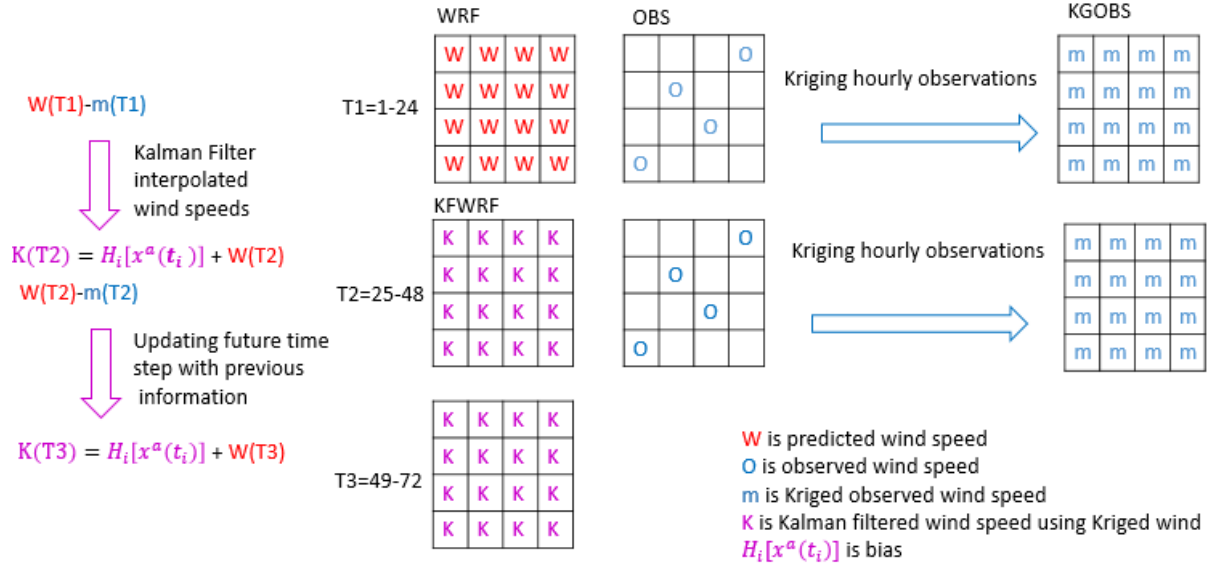 WRF
OBS
KGOBS
W(T1)-m(T1)
Kalman Filter
interpolated
wind speeds
K(T2) = H_i[x^a(t_i)] + W(T2)
W(T2)-m(T2)
Updating future time
step with previous
information
K(T3) = H_i[x^a(t_i)] + W(T3)
T1=1-24
W W W W
W W W W
W W W W
W W W W
O
O
O
O
Kriging hourly observations
m m m m
m m m m
m m m m
m m m m
KFWRF
T2=25-48
K K K K
K K K K
K K K K
K K K K
O
O
O
O
Kriging hourly observations
m m m m
m m m m
m m m m
m m m m
T3=49-72
K K K K
K K K K
K K K K
K K K K
W is predicted wind speed
O is observed wind speed
m is Kriged observed wind speed
K is Kalman filtered wind speed using Kriged wind
H_i[x^a(t_i)] is bias